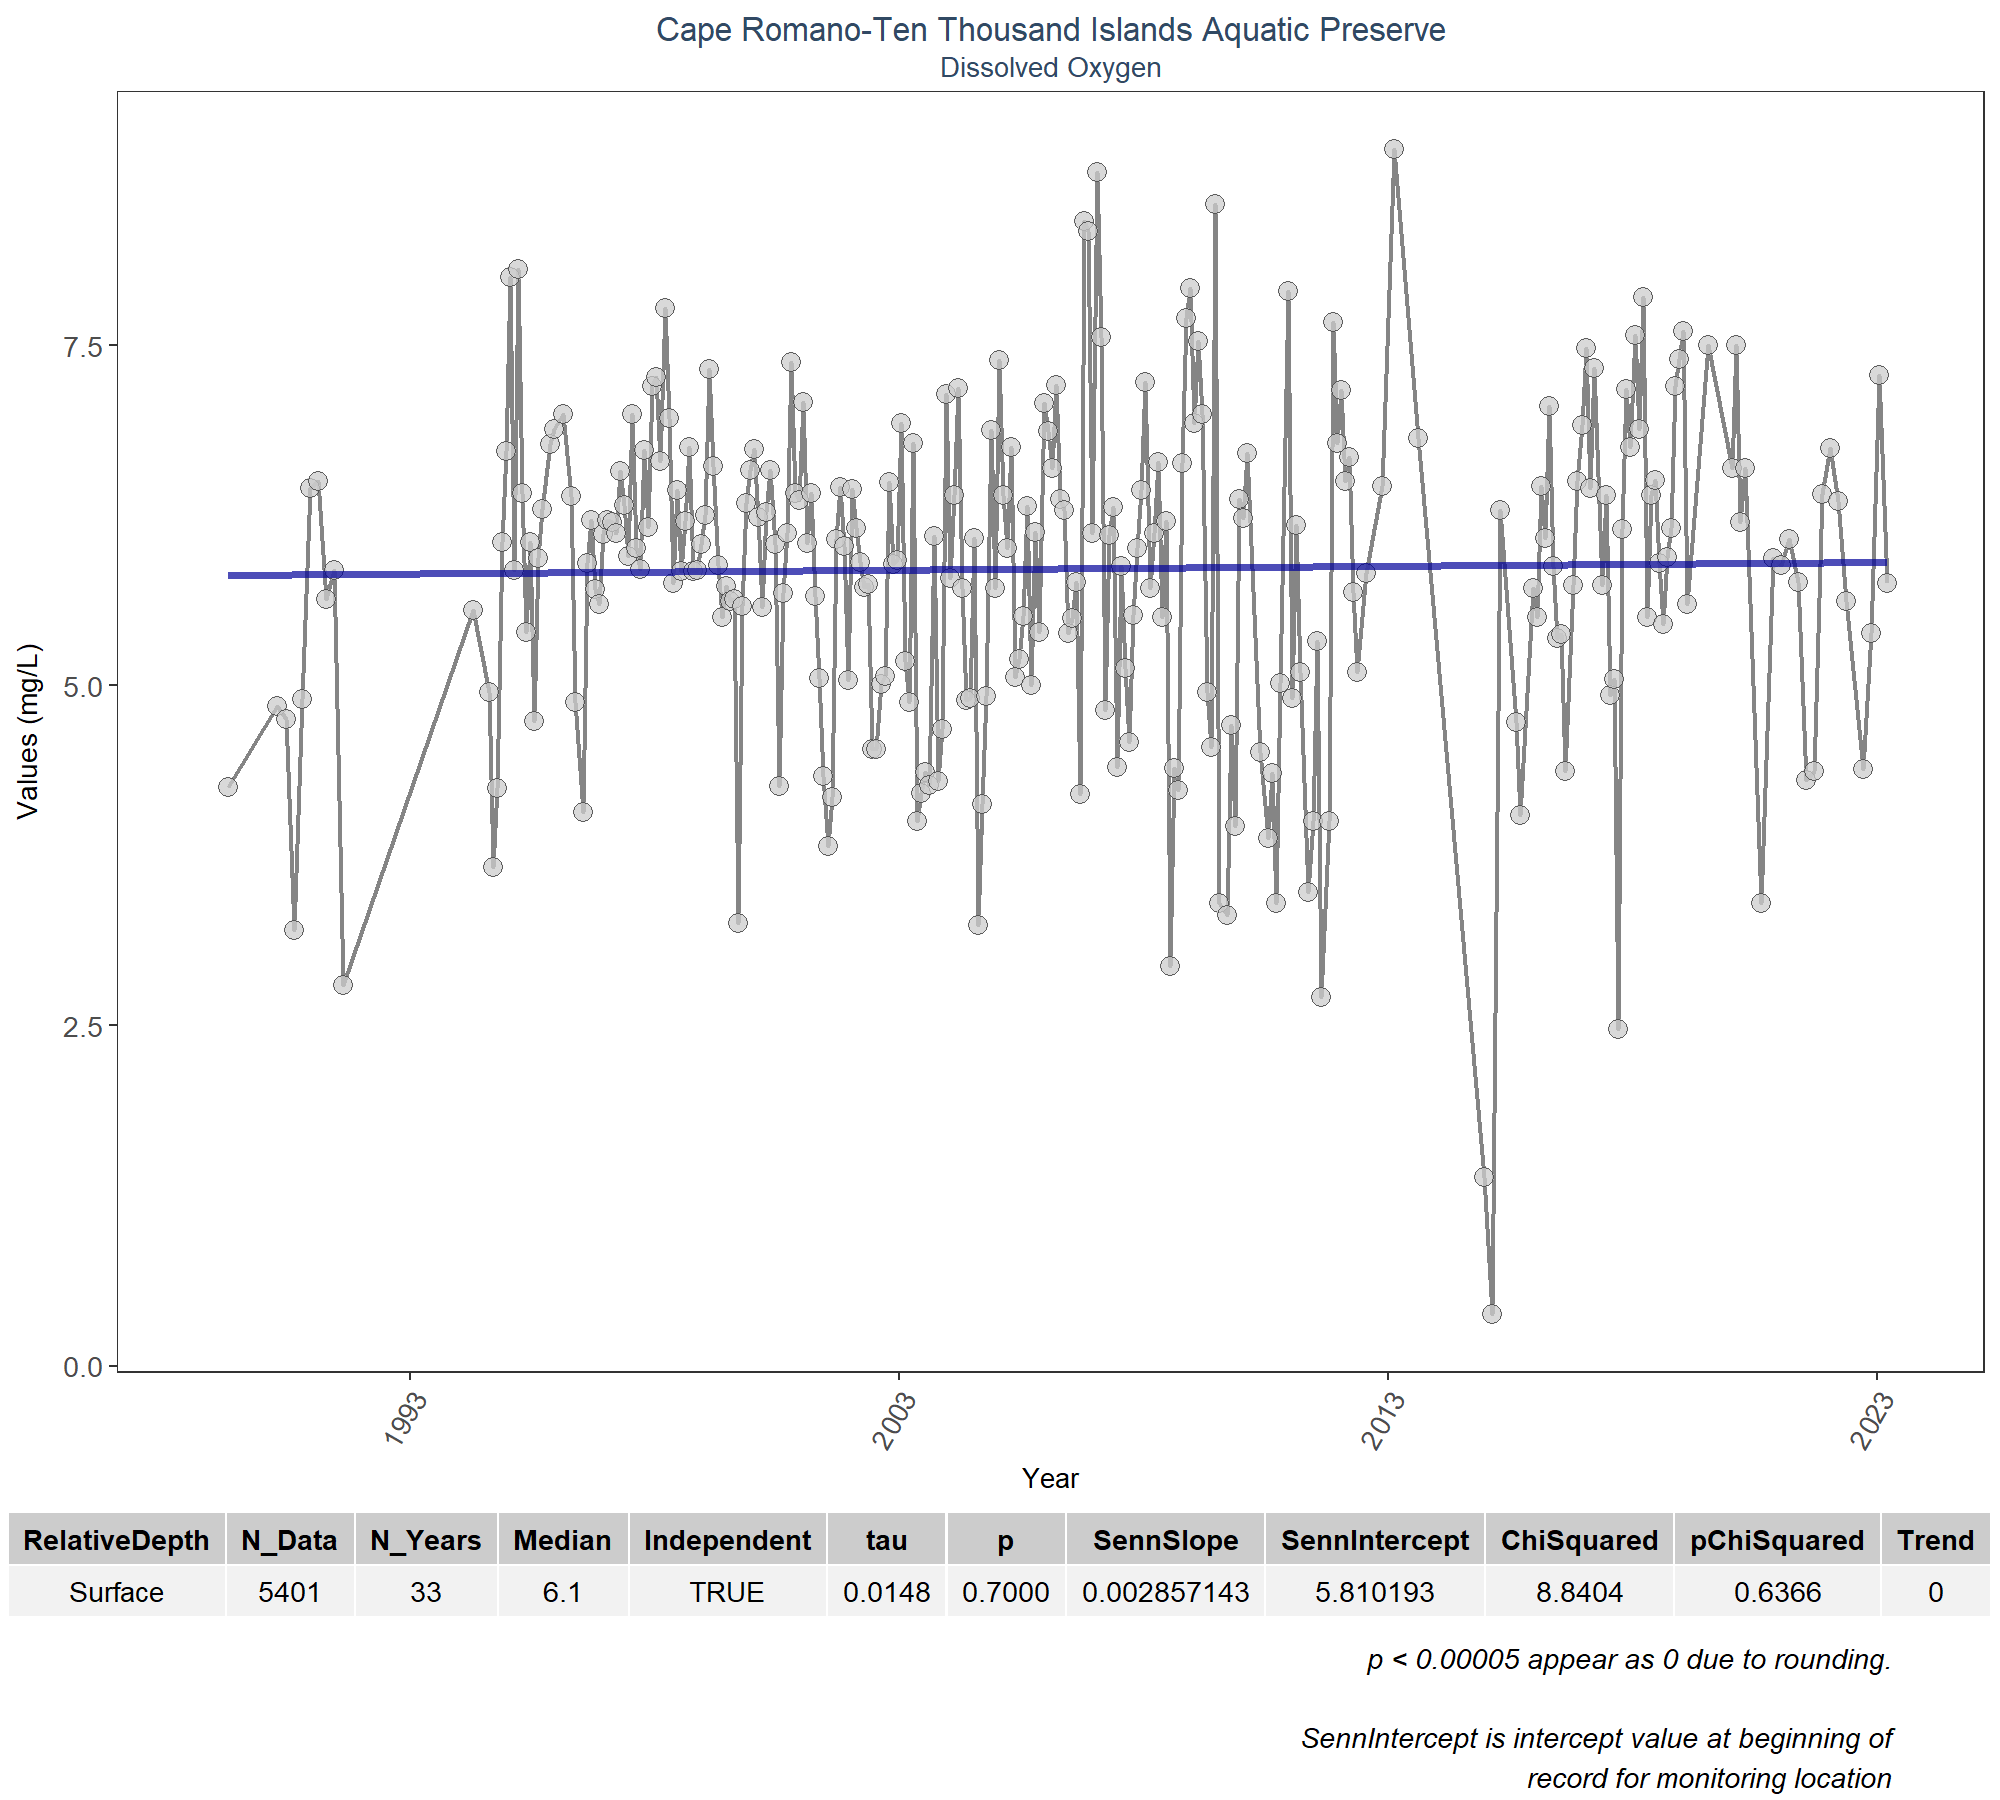 Cape Romano-Ten Thousand Islands Aquatic Preserve
Dissolved Oxygen
Values (mg/L)
7.5
5.0
2.5
0.0
1993
2003
2013
2023
Year
RelativeDepth N_Data N_Years Median Independent tau p SennSlope SennIntercept ChiSquared pChiSquared Trend
Surface 5401 33 6.1 TRUE 0.0148 0.7000 0.002857143 5.810193 8.8404 0.6366 0
p < 0.00005 appear as 0 due to rounding.
SennIntercept is intercept value at beginning of
record for monitoring location